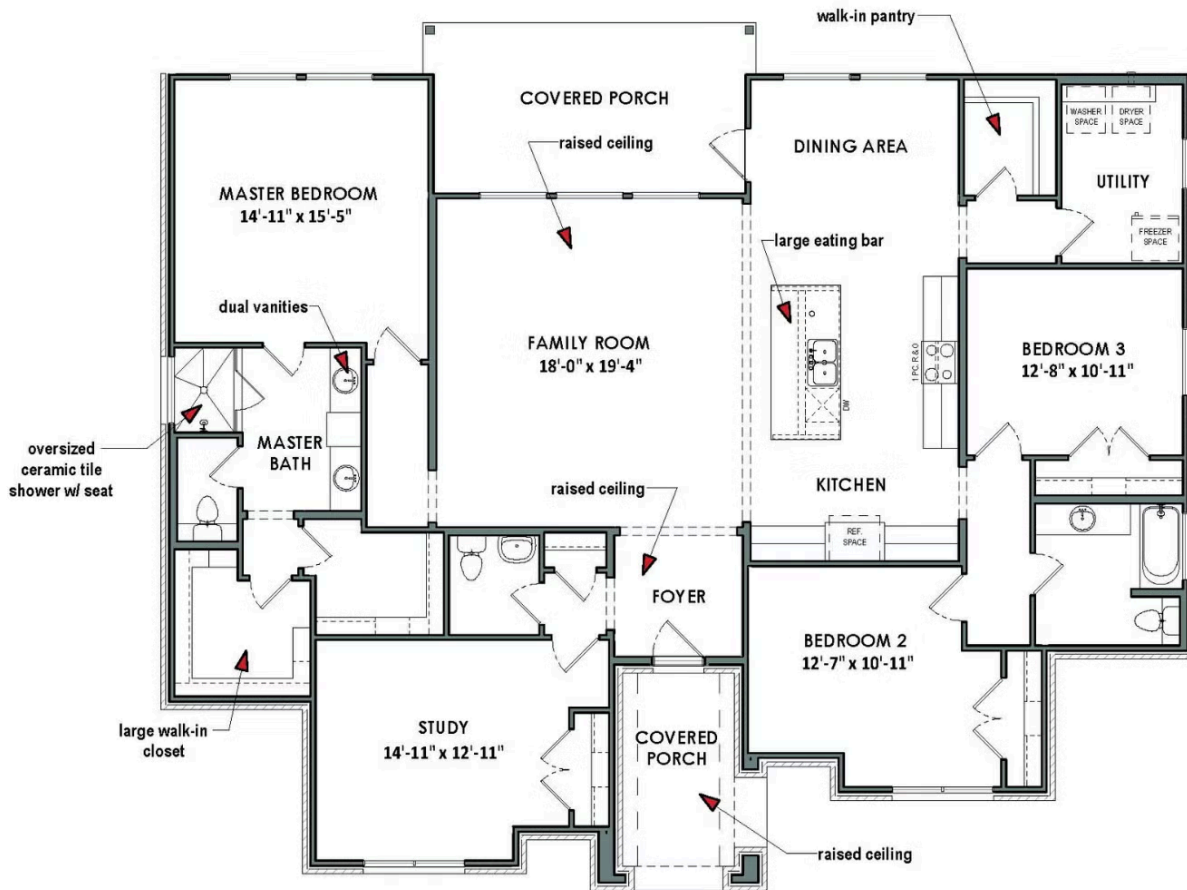 walk-in pantry
COVERED PORCH
raised ceiling
DINING AREA
WASHER
SPACE
DRYER
SPACE
UTILITY
FREEZER
SPACE
MASTER BEDROOM
14'-11" x 15'-5"
large eating bar
dual vanities
FAMILY ROOM
18'-0" x 19'-4"
1 PC. R & O
BEDROOM 3
12'-8" x 10'-11"
DW
oversized
ceramic tile
shower w/ seat
MASTER
BATH
raised ceiling
KITCHEN
REF.
SPACE
FOYER
BEDROOM 2
12'-7" x 10'-11"
large walk-in
closet
STUDY
14'-11" x 12'-11"
COVERED
PORCH
raised ceiling